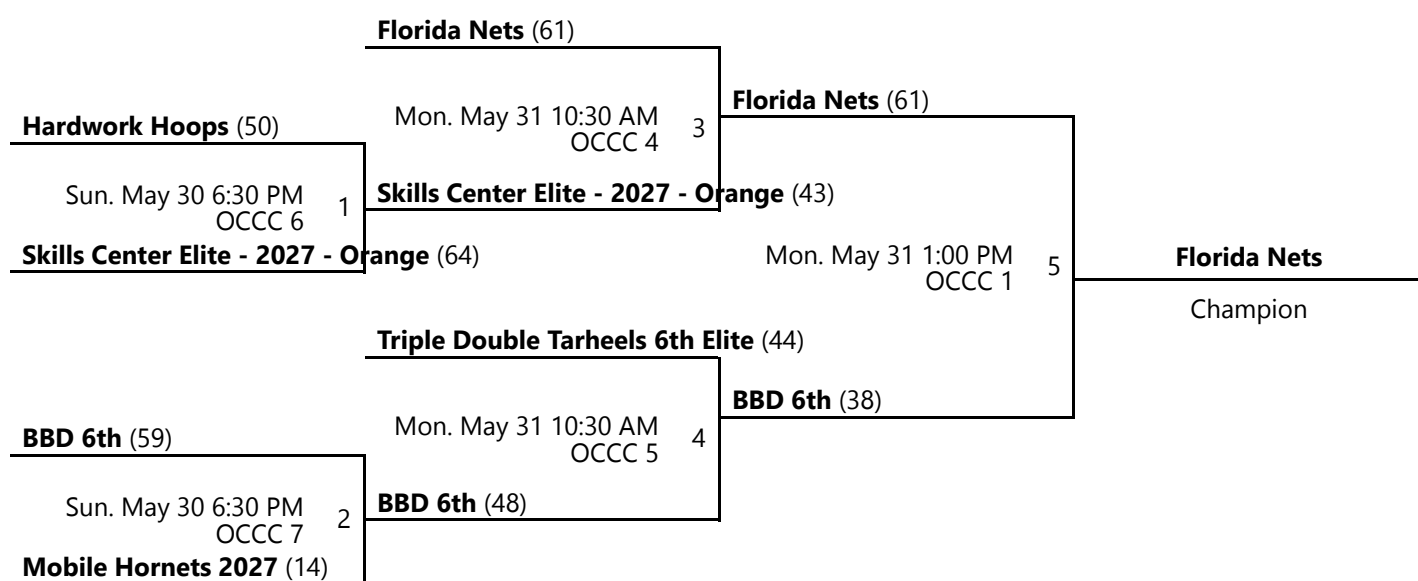 Florida Nets (61)
Mon. May 31 10:30 AM
OCCC 4
3
Florida Nets (61)
Hardwork Hoops (50)
Sun. May 30 6:30 PM
OCCC 6
1
Skills Center Elite - 2027 - Orange (43)
Skills Center Elite - 2027 - Orange (64)
Mon. May 31 1:00 PM
OCCC 1
5
Florida Nets
Champion
Triple Double Tarheels 6th Elite (44)
Mon. May 31 10:30 AM
OCCC 5
4
BBD 6th (38)
BBD 6th (59)
Sun. May 30 6:30 PM
OCCC 7
2
BBD 6th (48)
Mobile Hornets 2027 (14)